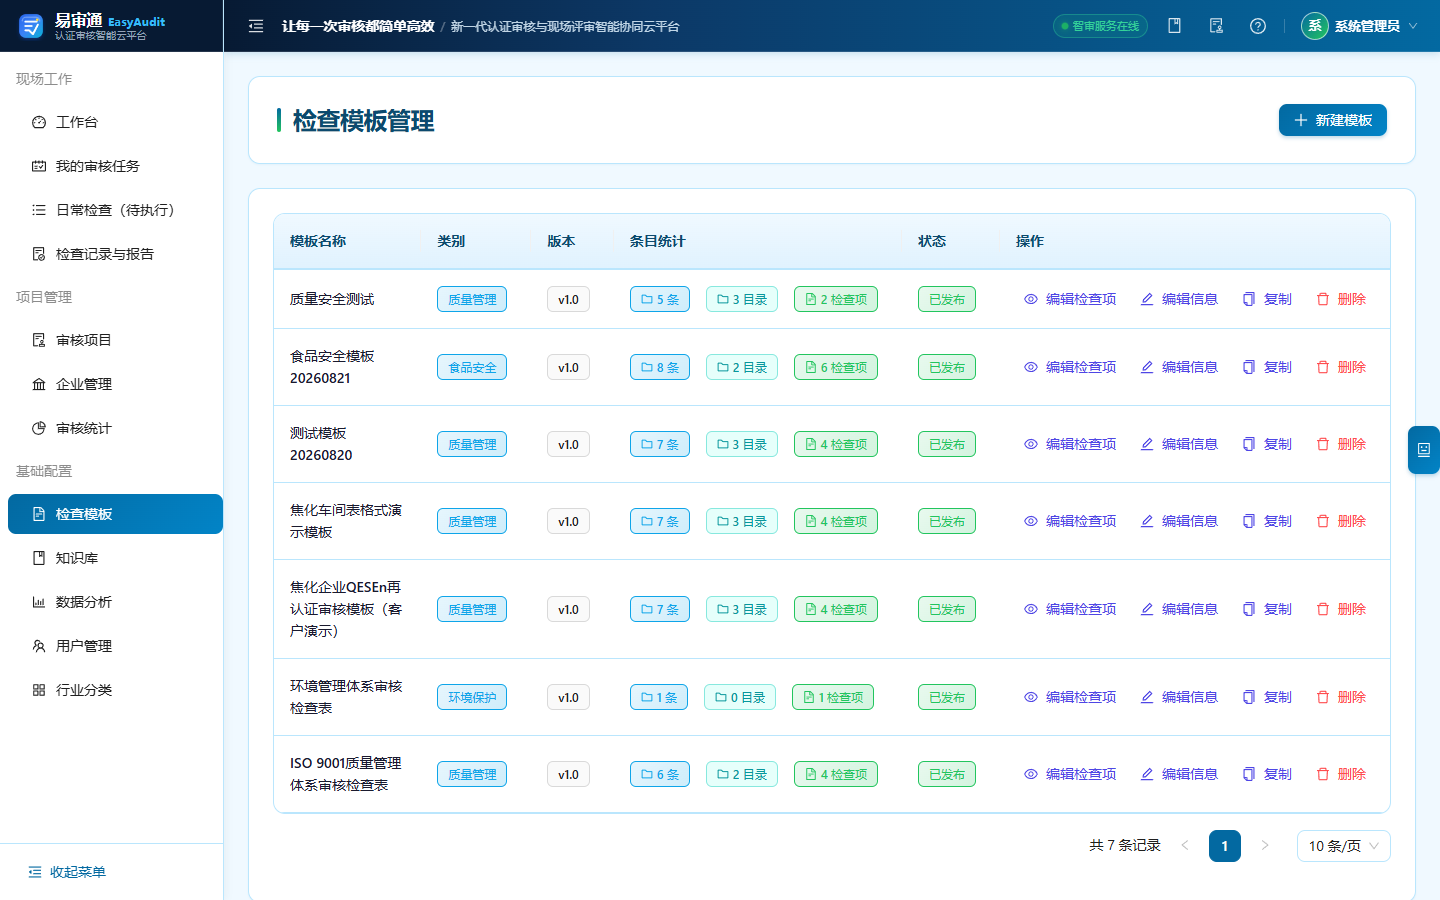 易审通 EasyAudit
认证审核智能云平台
让每一次审核都简单高效 / 新一代认证审核与现场评审智能协同云平台
智审服务在线
系 系统管理员
现场工作
工作台
我的审核任务
日常检查（待执行）
检查记录与报告
项目管理
审核项目
企业管理
审核统计
基础配置
检查模板
知识库
数据分析
用户管理
行业分类
收起菜单
检查模板管理
新建模板
模板名称 类别 版本 条目统计 状态 操作
质量安全测试 质量管理 v1.0 5 条 3 目录 2 检查项 已发布 编辑检查项 编辑信息 复制 删除
食品安全模板
20260821 食品安全 v1.0 8 条 2 目录 6 检查项 已发布 编辑检查项 编辑信息 复制 删除
测试模板
20260820 质量管理 v1.0 7 条 3 目录 4 检查项 已发布 编辑检查项 编辑信息 复制 删除
焦化车间表格式演
示模板 质量管理 v1.0 7 条 3 目录 4 检查项 已发布 编辑检查项 编辑信息 复制 删除
焦化企业QESEn再
认证审核模板（客 质量管理 v1.0 7 条 3 目录 4 检查项 已发布 编辑检查项 编辑信息 复制 删除
户演示）
环境管理体系审核
检查表 环境保护 v1.0 1 条 0 目录 1 检查项 已发布 编辑检查项 编辑信息 复制 删除
ISO 9001质量管理
体系审核检查表 质量管理 v1.0 6 条 2 目录 4 检查项 已发布 编辑检查项 编辑信息 复制 删除
共 7 条记录 1 10 条/页